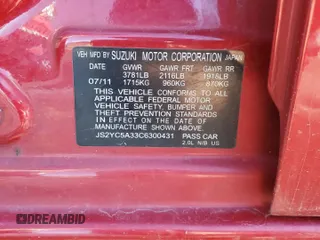 VEH MFD BY SUZUKI MOTOR CORPORATION JAPAN
DATE GVWR GAWR FRT GAWR RR
3781LB 2116LB 1918LB
07/11 1715KG 960KG 870KG
THIS VEHICLE CONFORMS TO ALL
APPLICABLE FEDERAL MOTOR
VEHICLE SAFETY, BUMPER AND
THEFT PREVENTION STANDARDS
IN EFFECT ON THE DATE OF
MANUFACTURE SHOWN ABOVE.
JS2YC5A33C6300431 PASS CAR
2.0L N/B US
DREAMBID